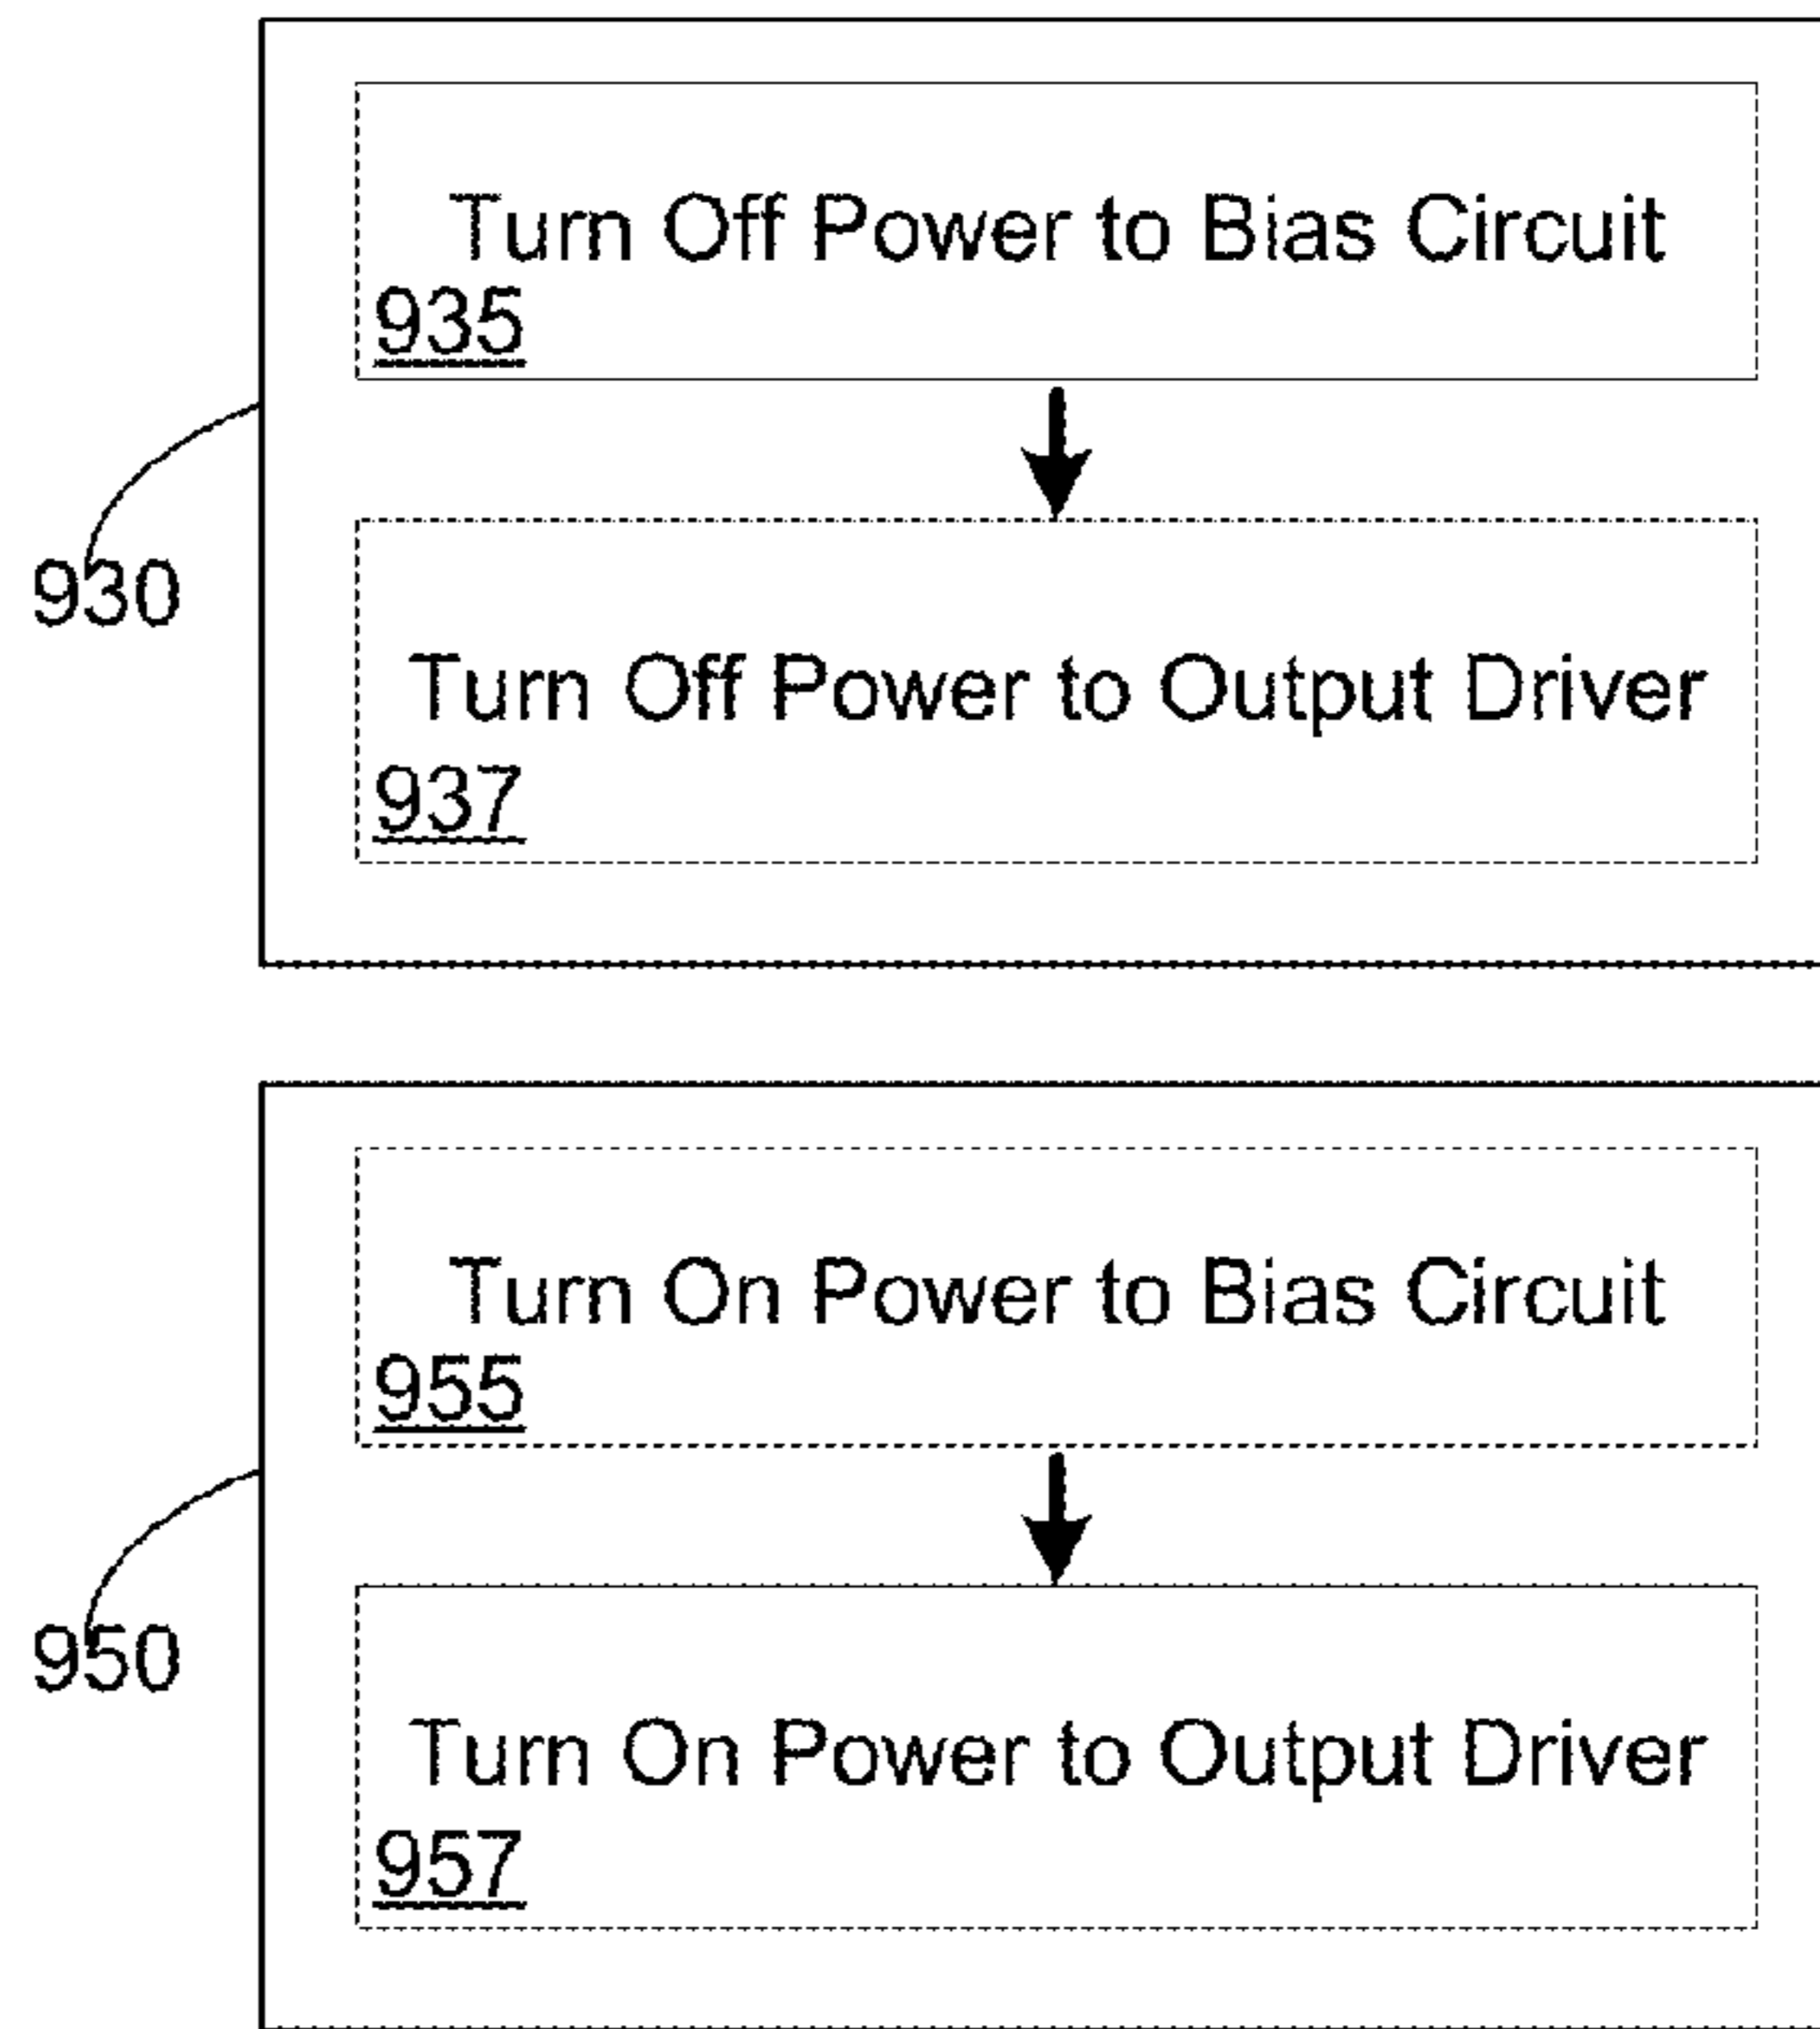 Turn Off Power to Bias Circuit
935
930
Turn Off Power to Output Driver
937
Turn On Power to Bias Circuit
955
950
Turn On Power to Output Driver
957